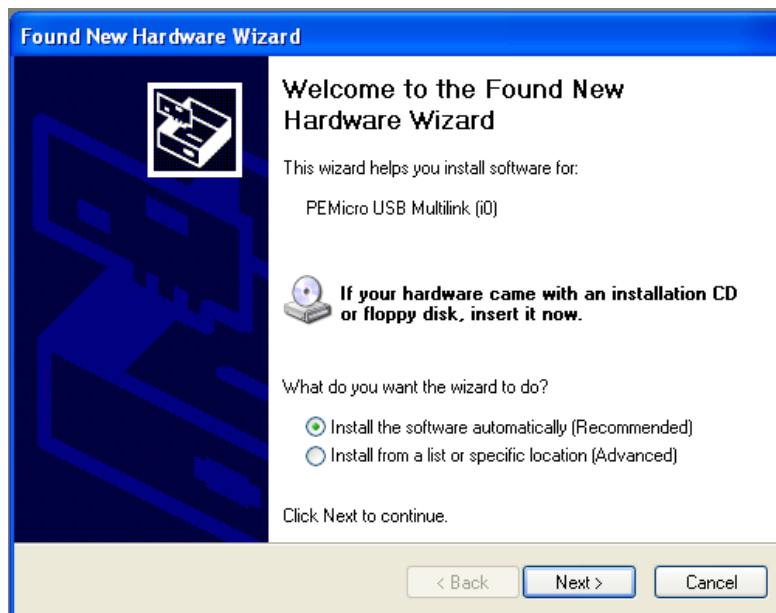 Found New Hardware Wizard
Welcome to the Found New
Hardware Wizard
This wizard helps you install software for:
PEMicro USB Multilink (i0)
If your hardware came with an installation CD
or floppy disk, insert it now.
What do you want the wizard to do?
Install the software automatically (Recommended)
Install from a list or specific location (Advanced)
Click Next to continue.
< Back
Next >
Cancel